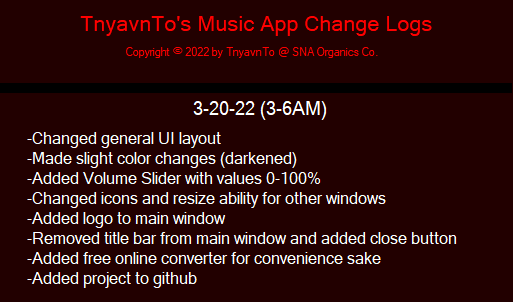 TnyavnTo's Music App Change Logs
Copyright © 2022 by TnyavnTo @ SNA Organics Co.
3-20-22 (3-6AM)
-Changed general UI layout
-Made slight color changes (darkened)
-Added Volume Slider with values 0-100%
-Changed icons and resize ability for other windows
-Added logo to main window
-Removed title bar from main window and added close button
-Added free online converter for convenience sake
-Added project to github